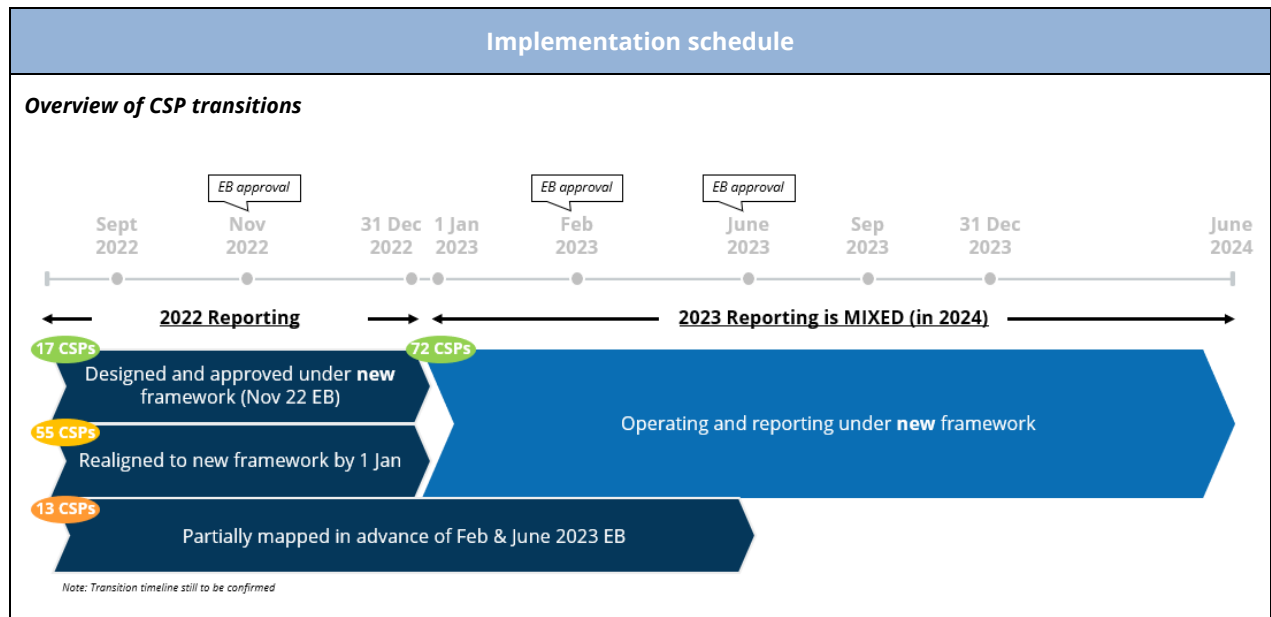 Implementation schedule
Overview of CSP transitions
EB approval
EB approval
EB approval
Sept
2022
Nov
2022
31 Dec
2022
1 Jan
2023
Feb
2023
June
2023
Sep
2023
31 Dec
2023
June
2024
2022 Reporting
2023 Reporting is MIXED (in 2024)
17 CSPs
Designed and approved under new
framework (Nov 22 EB)
72 CSPs
Operating and reporting under new framework
55 CSPs
Realigned to new framework by 1 Jan
13 CSPs
Partially mapped in advance of Feb & June 2023 EB
Note: Transition timeline still to be confirmed